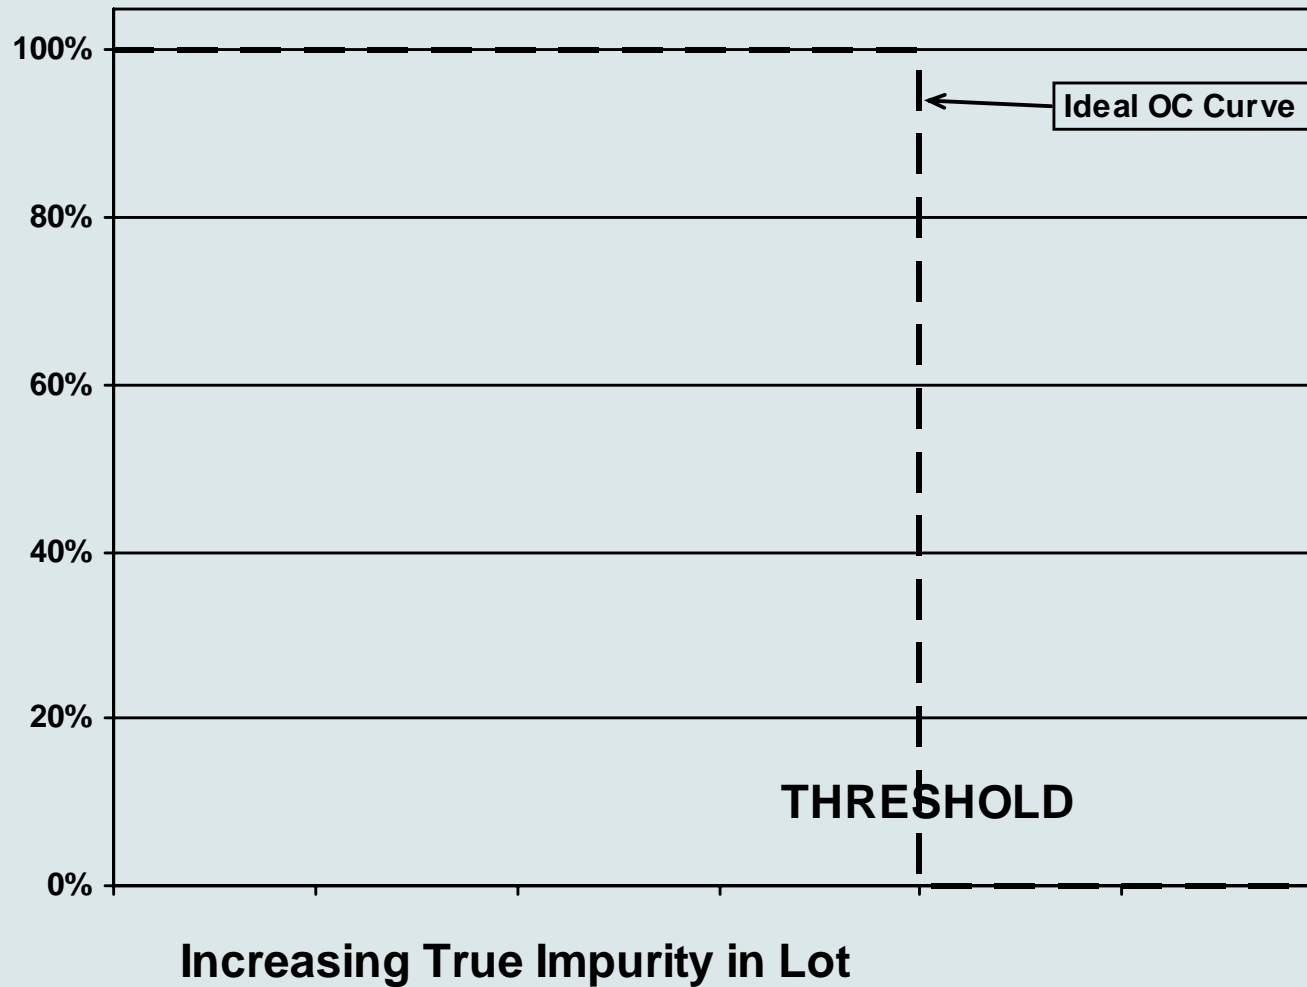 100%
Ideal OC Curve
80%
60%
40%
20%
THRESHOLD
0%
Increasing True Impurity in Lot